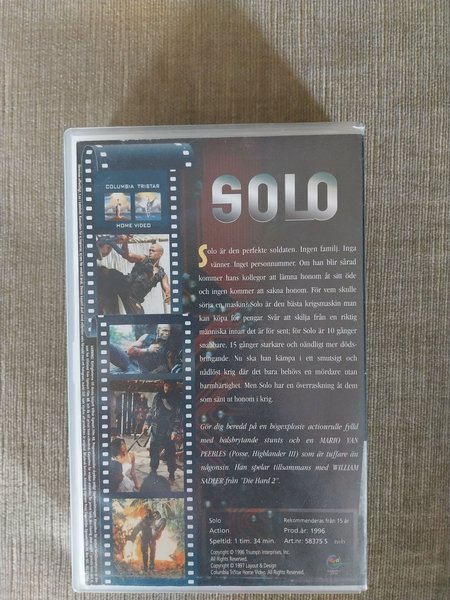 COLUMBIA TRISTAR
HOME VIDEO
SOLO
Solo är den perfekte soldaten. Ingen familj. Inga
vänner. Inget personnummer. Om han blir sårad
kommer hans kollegor att lämna honom åt sitt öde
och ingen kommer att sakna honom. För vem skulle
sörja en maskin? Solo är den bästa krigsmaskin man
kan köpa för pengar. Svår att skilja från en riktig
människa innan det är för sent; för Solo är 10 gånger
snabbare, 15 gånger starkare och oändligt mer döds-
bringande. Nu ska han kämpa i ett smutsigt och
nådlöst krig där det bara behövs en mördare utan
barmhärtighet. Men Solo har en överraskning åt dem
som sänt ut honom i krig.
Gör dig beredd på en högexplosiv actionrulle fylld
med halsbrytande stunts och en MARIO VAN
PEEBLES (Posse, Highlander III) som är tuffare än
någonsin. Han spelar tillsammans med WILLIAM
SADLER från "Die Hard 2".
Solo
Rekommenderas från 15 år
Action
Prod.år: 1996
Speltid: 1 tim. 34 min.
Art.nr: 58375 S
Copyright © 1996 Triumph Enterprises, Inc.
All Rights Reserved.
Copyright © 1997 Layout & Design
Columbia TriStar Home Video. All Rights Reserved.